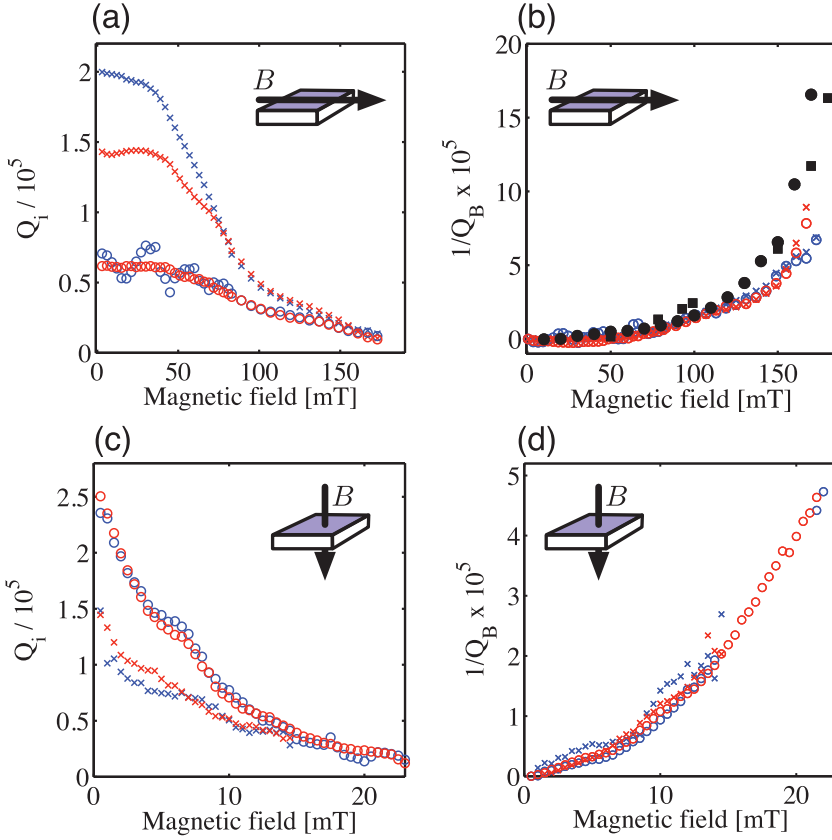 (a)
Q_i / 10^5
2
1.5
1
0.5
0
B
0 50 100 150
Magnetic field [mT]
(b)
1/Q_B x 10^5
20
15
10
5
0
B
0 50 100 150
Magnetic field [mT]
(c)
Q_i / 10^5
2.5
2
1.5
1
0.5
0
B
0 10 20
Magnetic field [mT]
(d)
1/Q_B x 10^5
5
4
3
2
1
0
B
0 10 20
Magnetic field [mT]